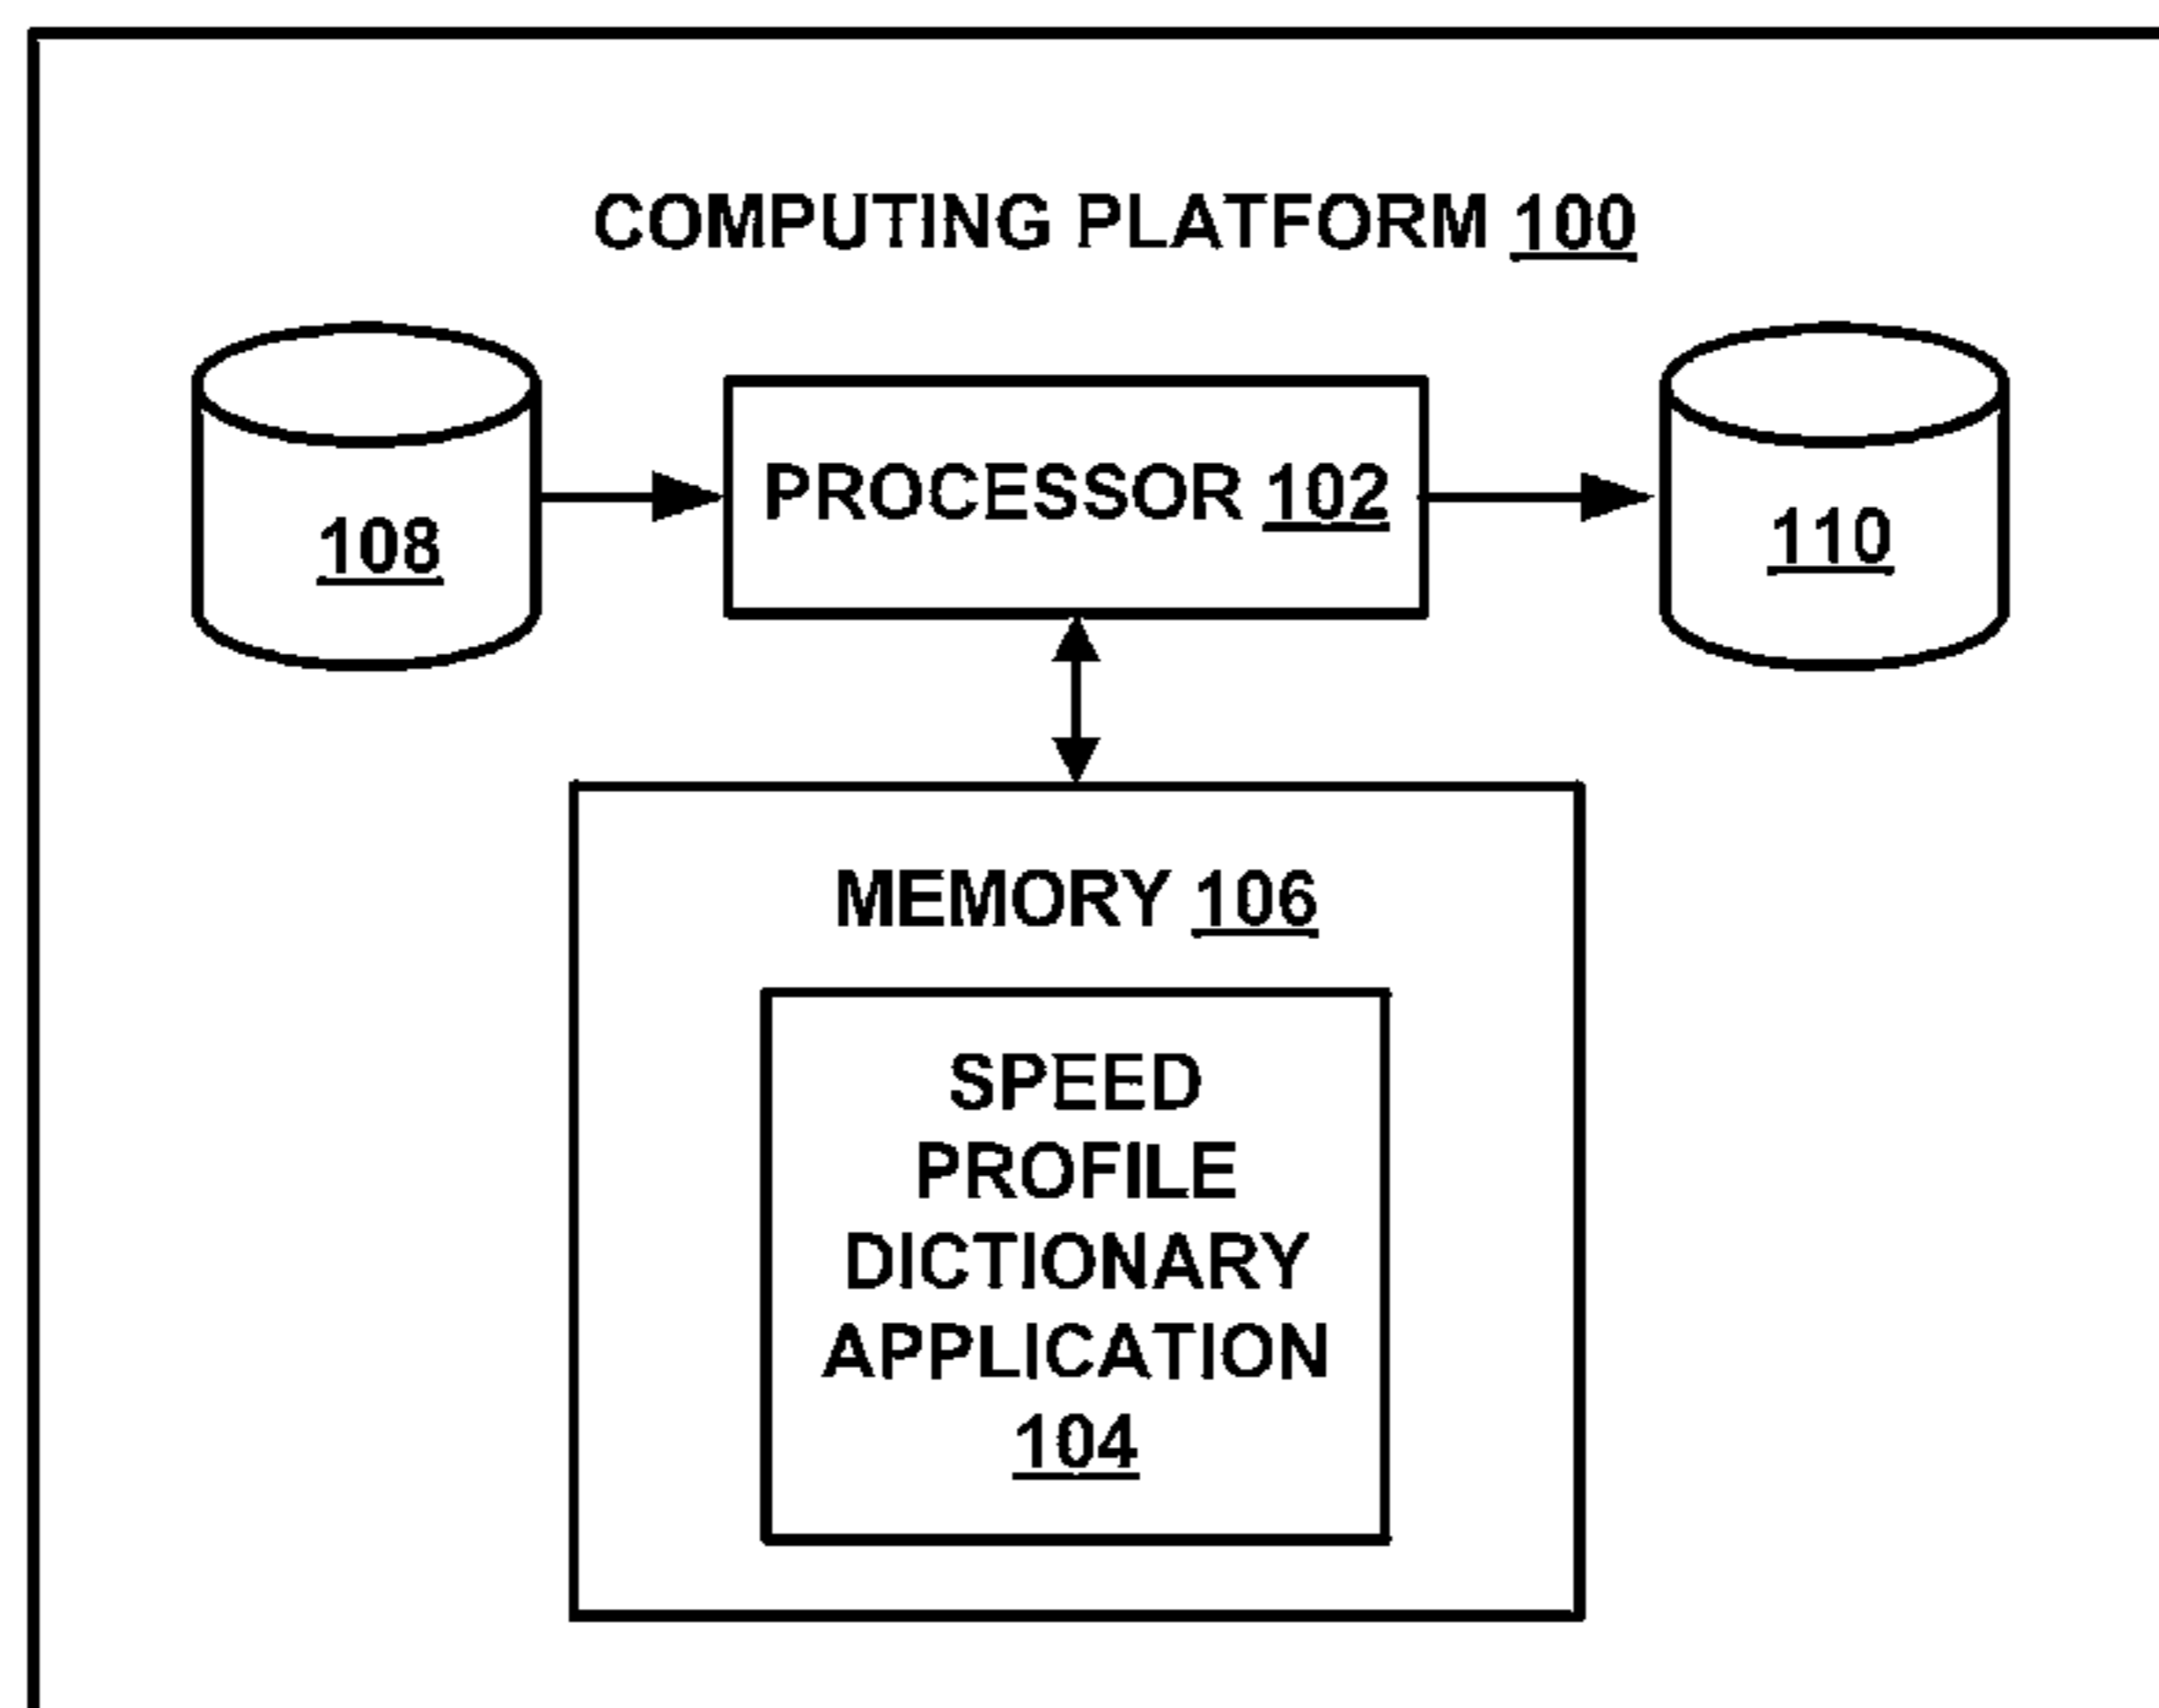 COMPUTING PLATFORM 100
108
PROCESSOR 102
110
MEMORY 106
SPEED
PROFILE
DICTIONARY
APPLICATION
104